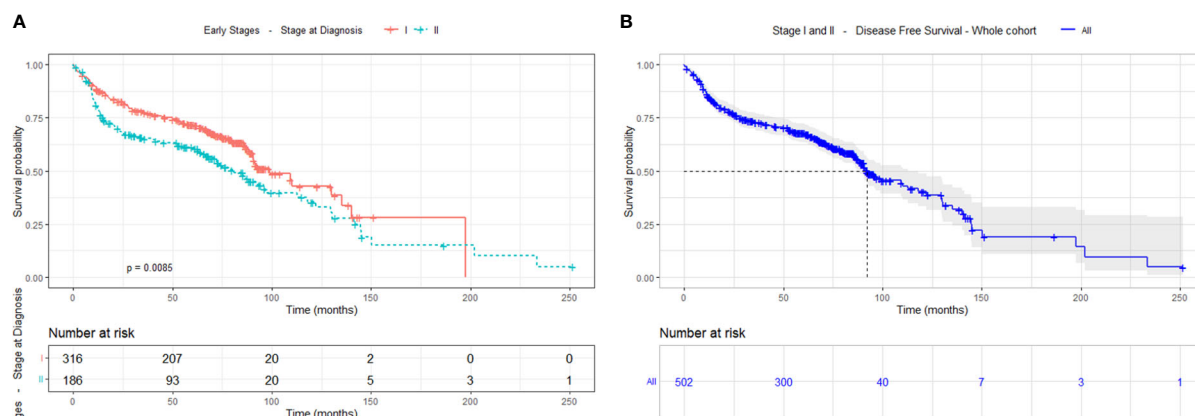 A
Early Stages - Stage at Diagnosis I II
Survival probability
1.00
0.75
0.50
0.25
0.00
p = 0.0085
0 50 100 150 200 250
Time (months)
Number at risk
ges - Stage at Diagnosis
I 316 207 20 2 0 0
II 186 93 20 5 3 1
0 50 100 150 200 250
Time (months)
B
Stage I and II - Disease Free Survival - Whole cohort All
Survival probability
1.00
0.75
0.50
0.25
0.00
0 50 100 150 200 250
Time (months)
Number at risk
All 502 300 40 7 3 1